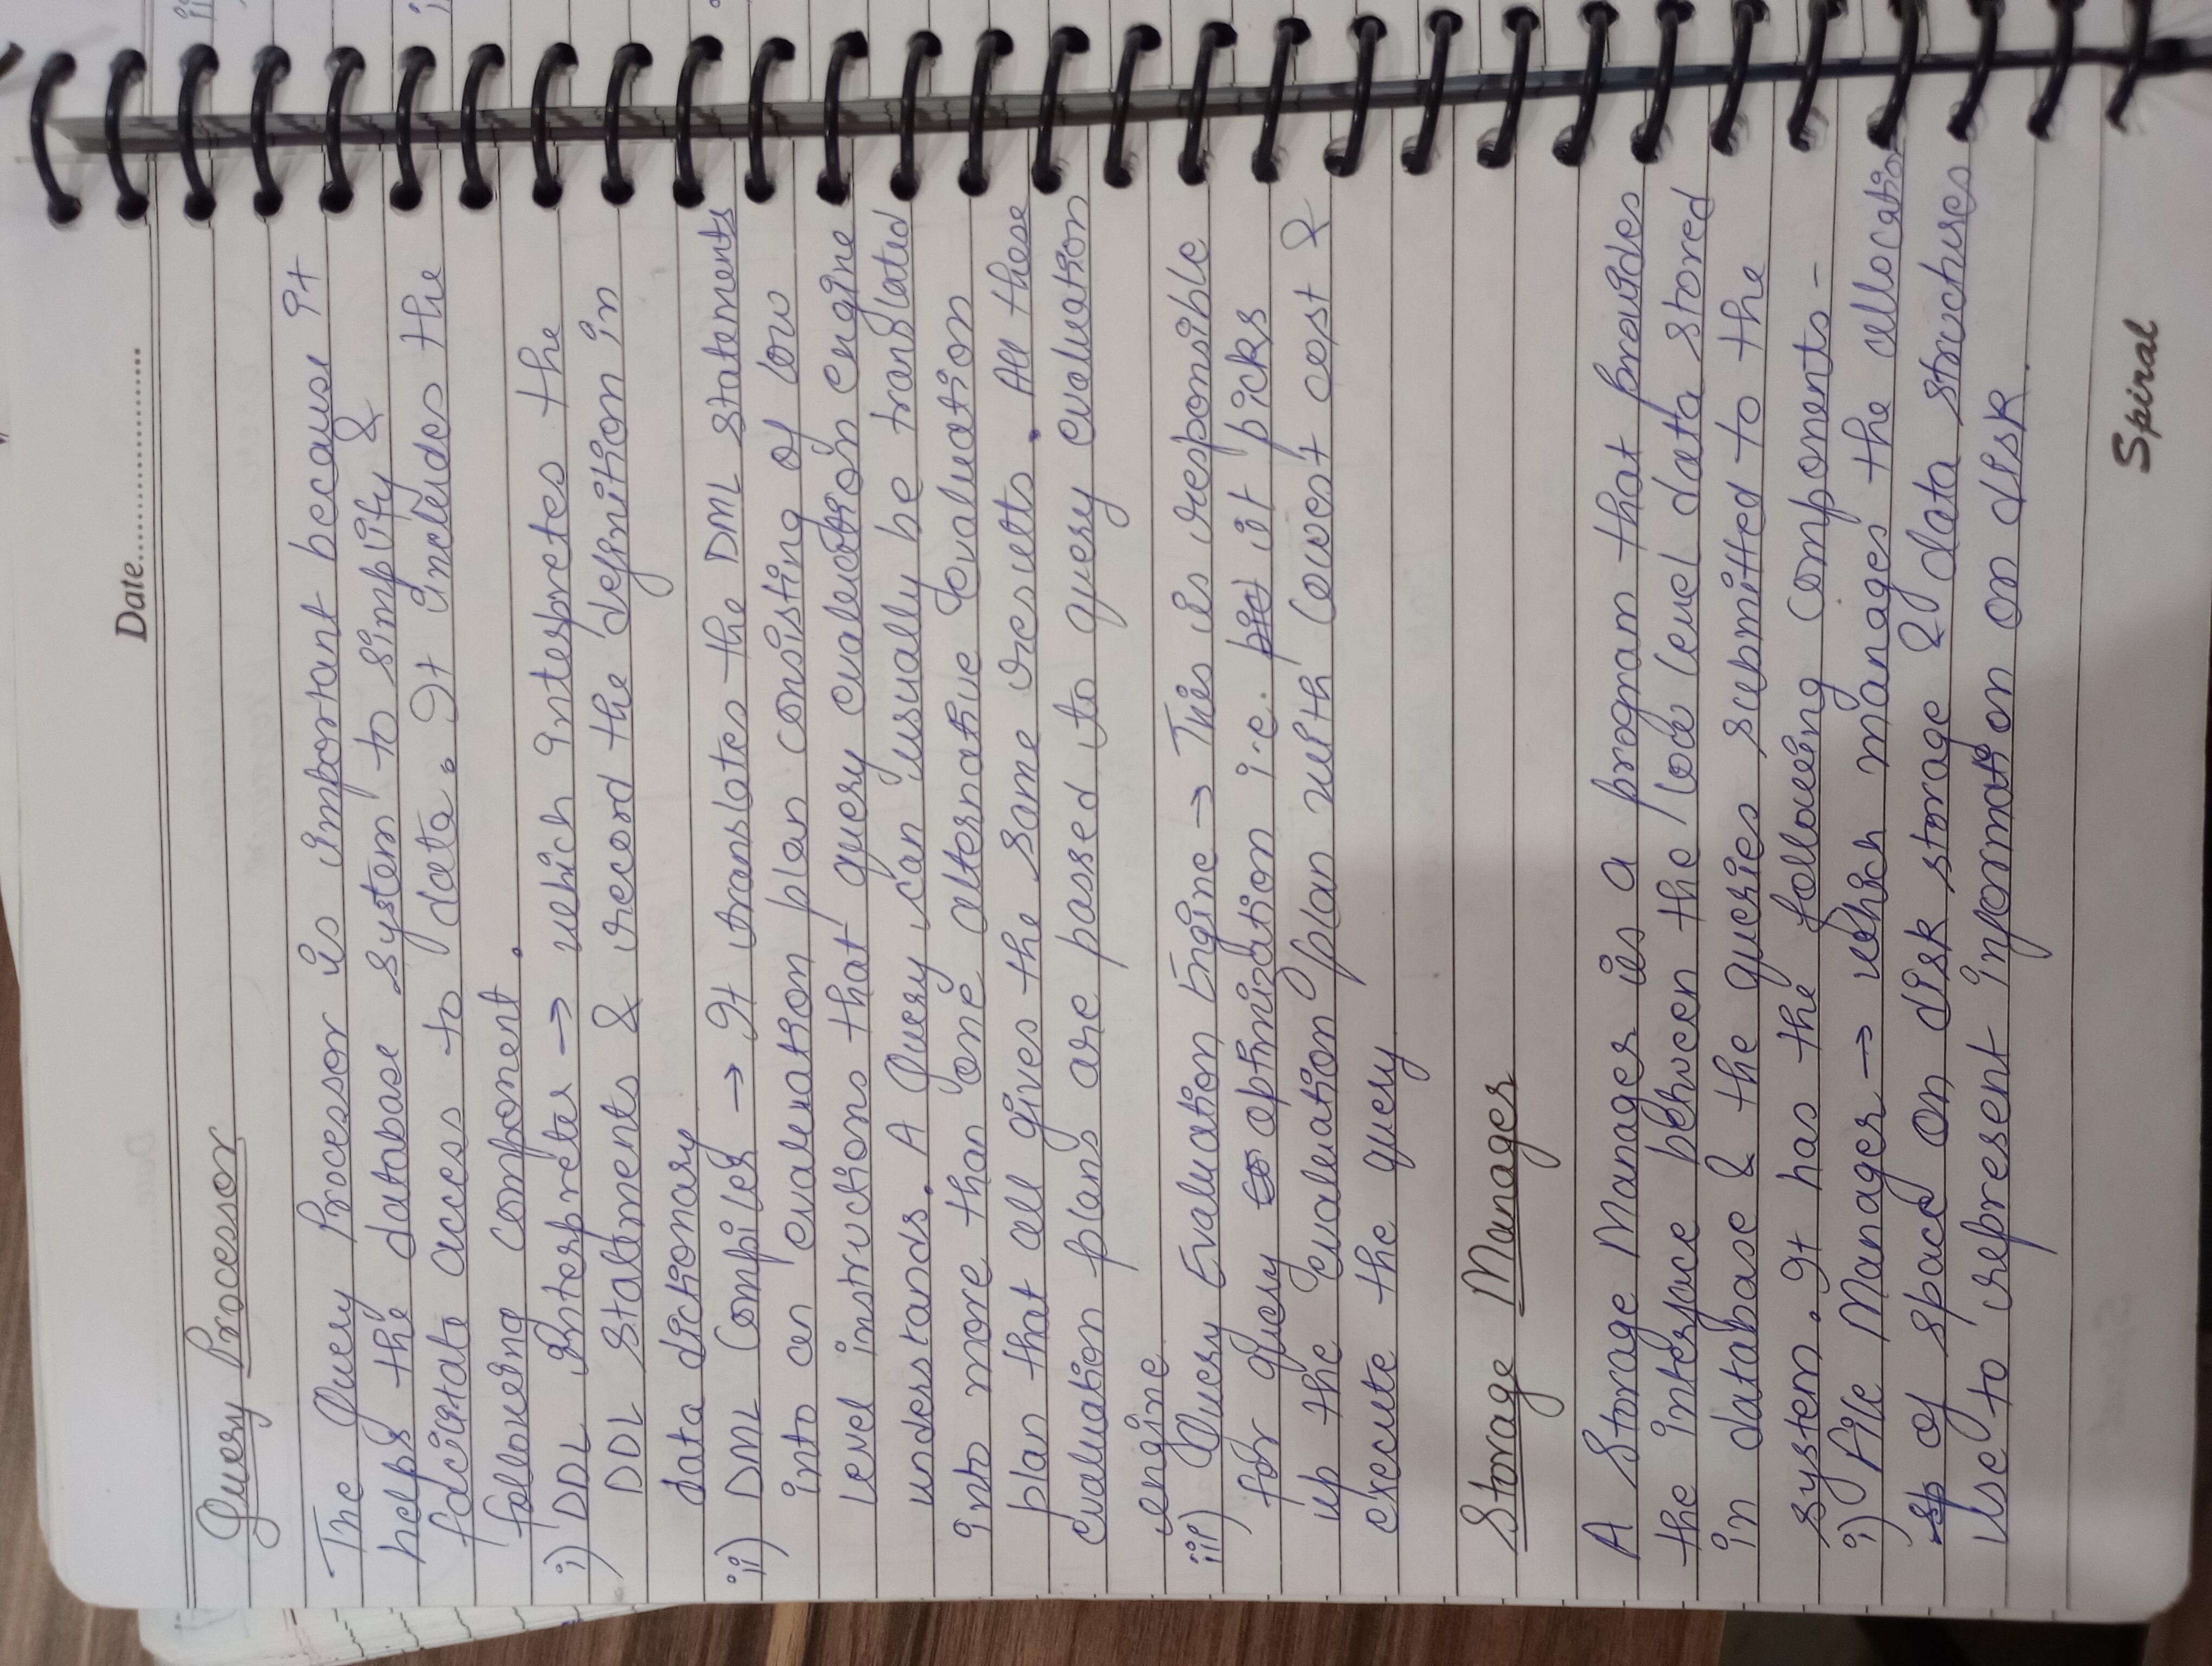 Date.....................
Query Processor
The Query Processor is important because it
helps the database system to simplify &
facilitate access to data. It includes the
following component.
i) DDL Interpreter → which interpretes the
DDL Statements & record the definition in
data dictionary
ii) DML Compiler → It translates the DML statements
into an evaluation plan consisting of low
level instructions that query evaluation engine
understands. A Query can usually be translated
into more than one alternative evaluation
plan that all gives the same results. All these
evaluation plans are passed to query evaluation
engine
iii) Query Evaluation Engine → This is responsible
for query optimization i.e. it picks
up the evaluation plan with lowest cost &
execute the query
Storage Manager
A Storage Manager is a program that provides
the interface between the low level data stored
in database & the queries submitted to the
system. It has the following components -
i) File Manager → which manages the allocation
of space on disk storage & data structures
use to represent information on disk.
Spiral